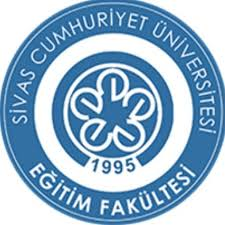 SİVAS CUMHURİYET ÜNİVERSİTESİ
1995
EĞİTİM FAKÜLTESİ